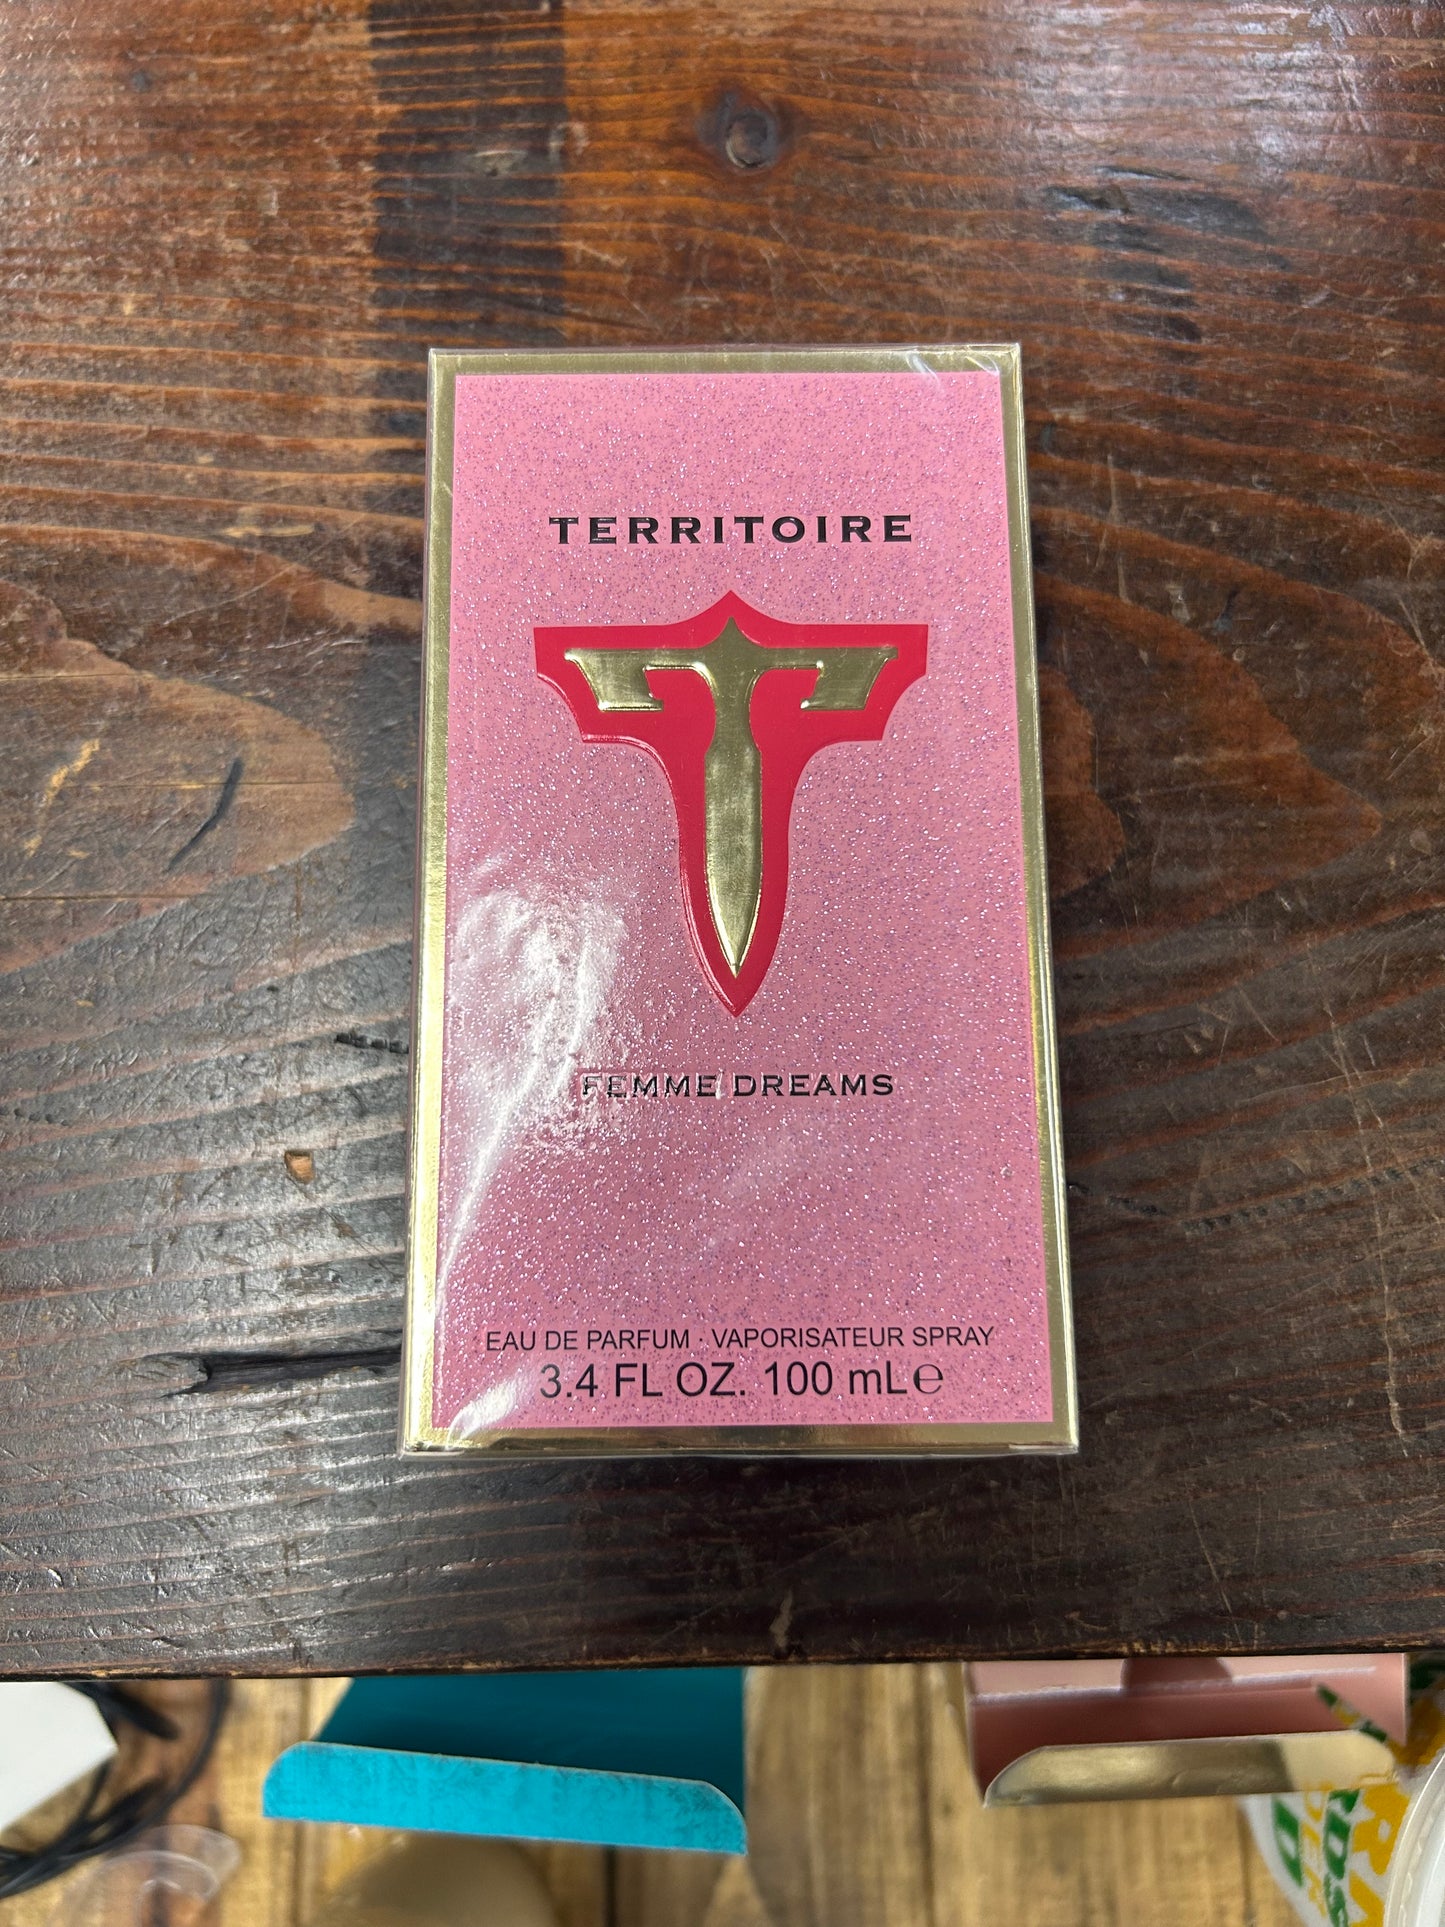 TERRITOIRE
FEMME DREAMS
EAU DE PARFUM · VAPORISATEUR SPRAY
3.4 FL OZ. 100 mL℮